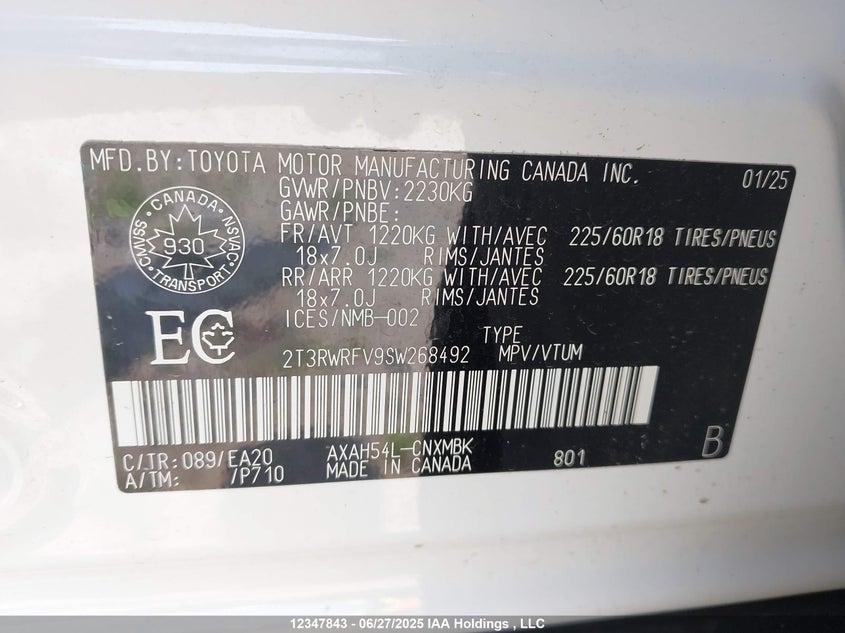 MFD.BY:TOYOTA MOTOR MANUFACTURING CANADA INC. 01/25
GVWR/PNBV:2230KG
GAWR/PNBE:
FR/AVT 1220KG WITH/AVEC 225/60R18 TIRES/PNEUS
18x7.0J RIMS/JANTES
RR/ARR 1220KG WITH/AVEC 225/60R18 TIRES/PNEUS
18x7.0J RIMS/JANTES
ICES/NMB-002
CANADA
CMVSS 930 NSVAC
TRANSPORT
EC
TYPE
2T3RWRFV9SW268492 MPV/VTUM
C/TR:089/EA20 AXAH54L-CNXMBK 801 B
A/TM: /P710 MADE IN CANADA
12347843 - 06/27/2025 IAA Holdings , LLC